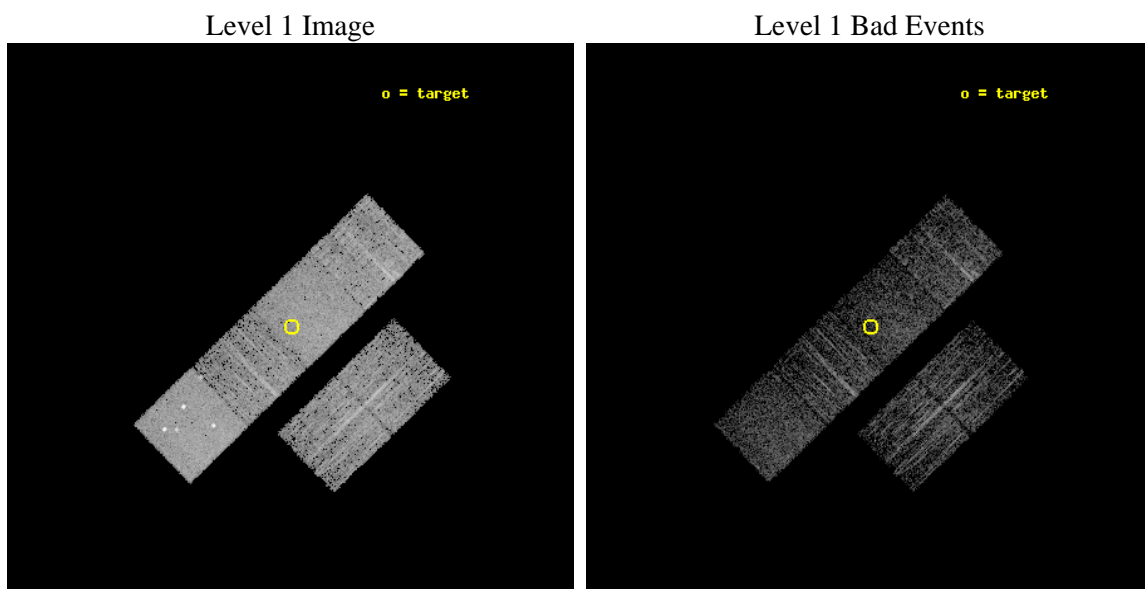 Level 1 Image
Level 1 Bad Events
o = target
o = target